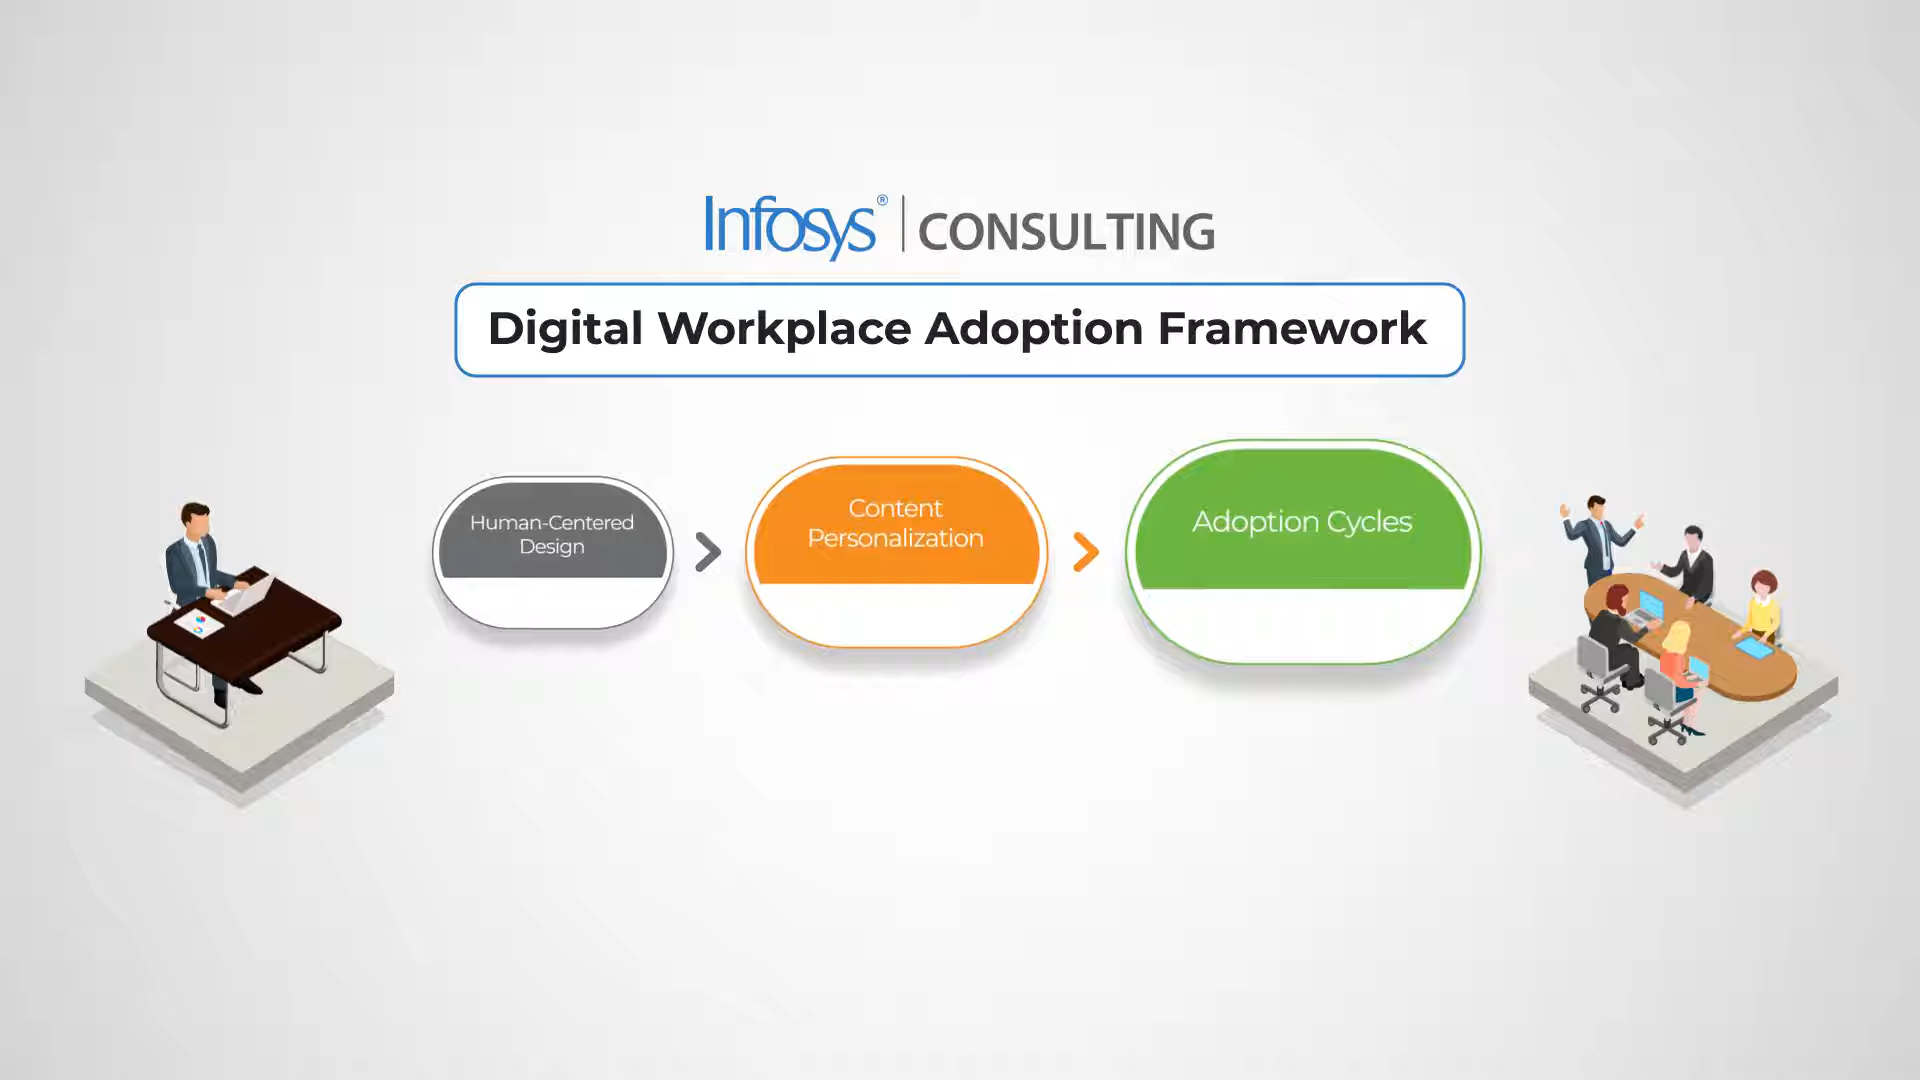 Infosys® | CONSULTING
Digital Workplace Adoption Framework
Human-Centered
Design
Content
Personalization
Adoption Cycles